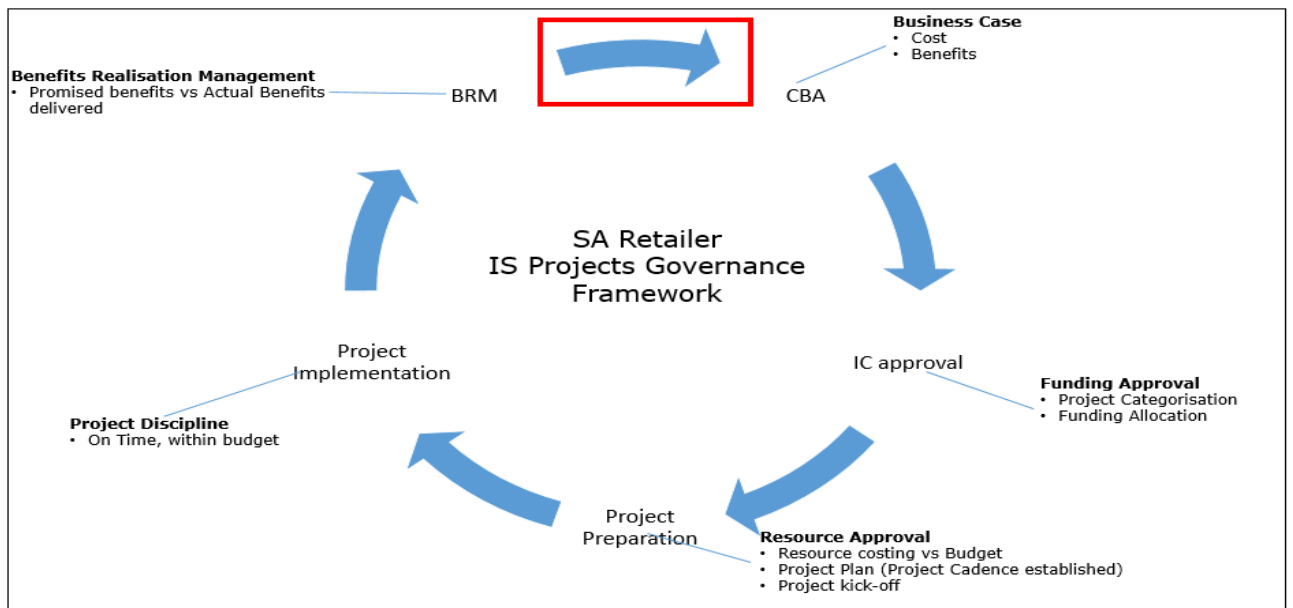 Business Case
• Cost
• Benefits
Benefits Realisation Management
• Promised benefits vs Actual Benefits
delivered
BRM
CBA
SA Retailer
IS Projects Governance
Framework
Project
Implementation
IC approval
Funding Approval
• Project Categorisation
• Funding Allocation
Project Discipline
• On Time, within budget
Project
Preparation
Resource Approval
• Resource costing vs Budget
• Project Plan (Project Cadence established)
• Project kick-off